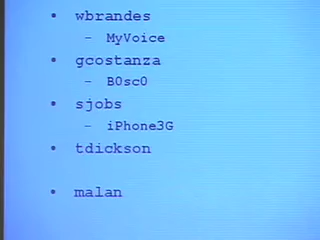 • wbrandes
– MyVoice
• gcostanza
– B0sc0
• sjobs
– iPhone3G
• tdickson
• malan